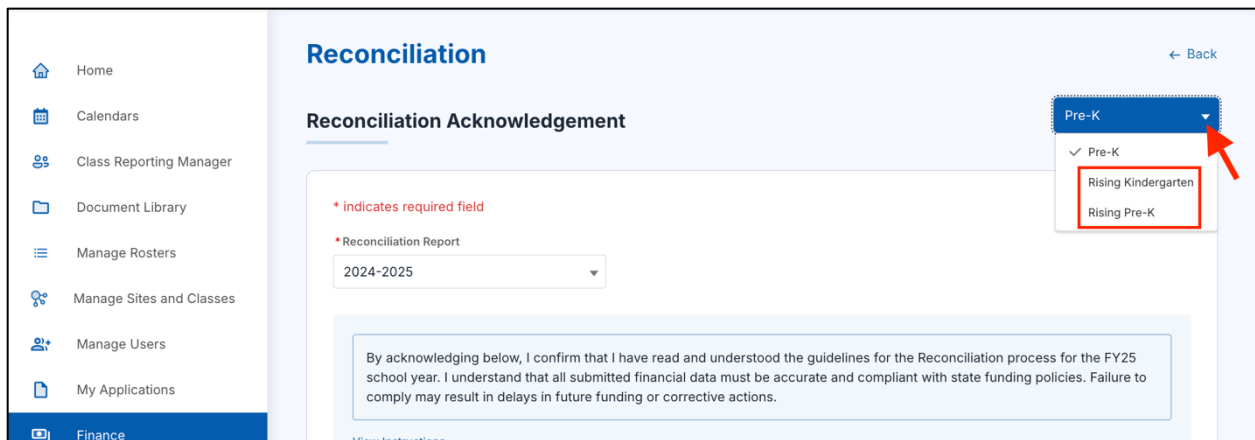 Home
Calendars
Class Reporting Manager
Document Library
Manage Rosters
Manage Sites and Classes
Manage Users
My Applications
Finance
Reconciliation
← Back
Reconciliation Acknowledgement
Pre-K
✓ Pre-K
Rising Kindergarten
Rising Pre-K
* indicates required field
* Reconciliation Report
2024-2025
By acknowledging below, I confirm that I have read and understood the guidelines for the Reconciliation process for the FY25
school year. I understand that all submitted financial data must be accurate and compliant with state funding policies. Failure to
comply may result in delays in future funding or corrective actions.
View Instructions